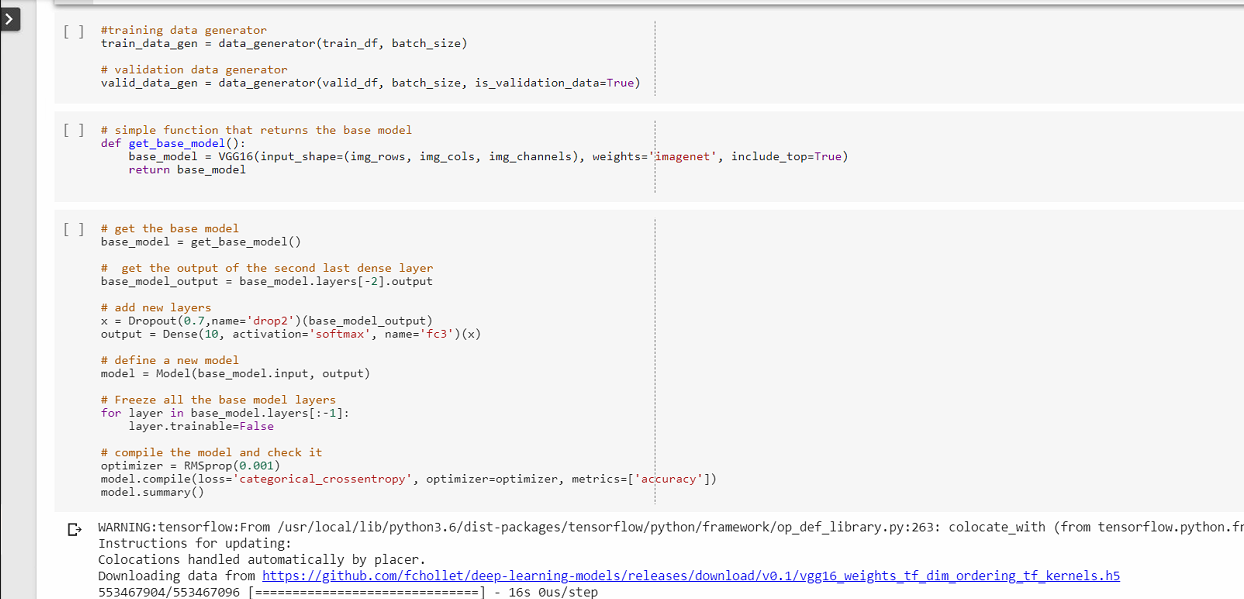 [ ] #training data generator
train_data_gen = data_generator(train_df, batch_size)
# validation data generator
valid_data_gen = data_generator(valid_df, batch_size, is_validation_data=True)
[ ] # simple function that returns the base model
def get_base_model():
    base_model = VGG16(input_shape=(img_rows, img_cols, img_channels), weights='imagenet', include_top=True)
    return base_model
[ ] # get the base model
base_model = get_base_model()
#  get the output of the second last dense layer
base_model_output = base_model.layers[-2].output
# add new layers
x = Dropout(0.7,name='drop2')(base_model_output)
output = Dense(10, activation='softmax', name='fc3')(x)
# define a new model
model = Model(base_model.input, output)
# Freeze all the base model layers
for layer in base_model.layers[:-1]:
    layer.trainable=False
# compile the model and check it
optimizer = RMSprop(0.001)
model.compile(loss='categorical_crossentropy', optimizer=optimizer, metrics=['accuracy'])
model.summary()
WARNING:tensorflow:From /usr/local/lib/python3.6/dist-packages/tensorflow/python/framework/op_def_library.py:263: colocate_with (from tensorflow.python.fr
Instructions for updating:
Colocations handled automatically by placer.
Downloading data from https://github.com/fchollet/deep-learning-models/releases/download/v0.1/vgg16_weights_tf_dim_ordering_tf_kernels.h5
553467904/553467096 [==============================] - 16s 0us/step